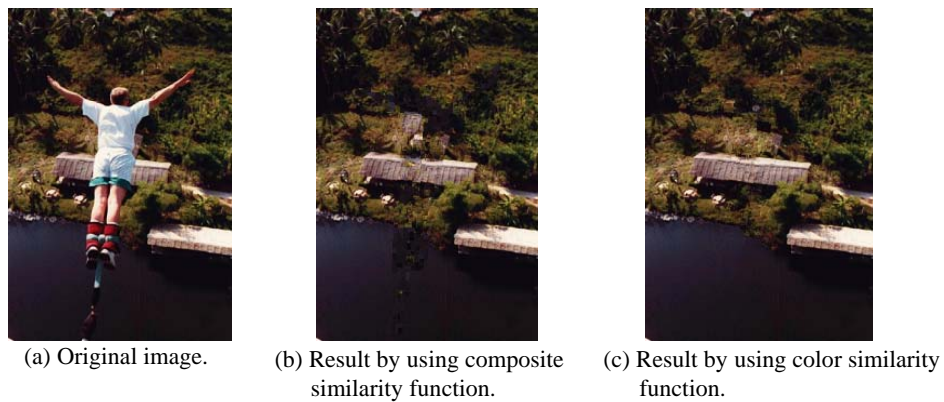 (a) Original image.
(b) Result by using composite
similarity function.
(c) Result by using color similarity
function.